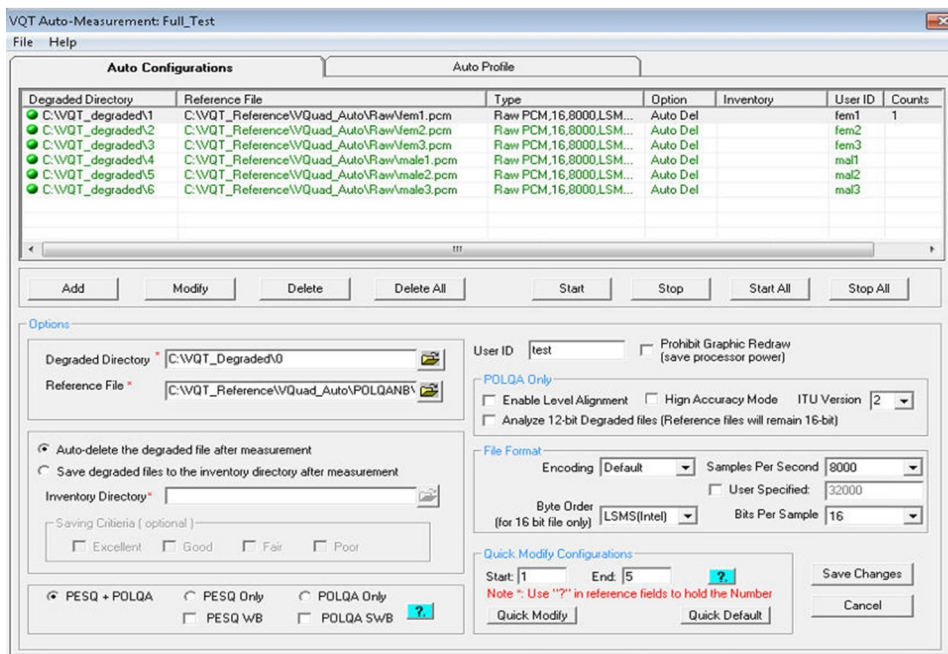 VQT Auto-Measurement: Full_Test
File Help
Auto Configurations Auto Profile
Degraded Directory Reference File Type Option Inventory User ID Counts
C:\VQT_degraded\1 C:\VQT_Reference\VQuad_Auto\Raw\fem1.pcm Raw PCM,16,8000,LSM... Auto Del fem1 1
C:\VQT_degraded\2 C:\VQT_Reference\VQuad_Auto\Raw\fem2.pcm Raw PCM,16,8000,LSM... Auto Del fem2
C:\VQT_degraded\3 C:\VQT_Reference\VQuad_Auto\Raw\fem3.pcm Raw PCM,16,8000,LSM... Auto Del fem3
C:\VQT_degraded\4 C:\VQT_Reference\VQuad_Auto\Raw\male1.pcm Raw PCM,16,8000,LSM... Auto Del mal1
C:\VQT_degraded\5 C:\VQT_Reference\VQuad_Auto\Raw\male2.pcm Raw PCM,16,8000,LSM... Auto Del mal2
C:\VQT_degraded\6 C:\VQT_Reference\VQuad_Auto\Raw\male3.pcm Raw PCM,16,8000,LSM... Auto Del mal3
Add Modify Delete Delete All Start Stop Start All Stop All
Options
Degraded Directory * C:\VQT_Degraded\0
Reference File * C:\VQT_Reference\VQuad_Auto\POLQANB\
Auto-delete the degraded file after measurement
Save degraded files to the inventory directory after measurement
Inventory Directory*
Saving Criteria ( optional )
Excellent Good Fair Poor
PESQ + POLQA PESQ Only POLQA Only
PESQ WB POLQA SWB ?.
User ID test Prohibit Graphic Redraw
(save processor power)
POLQA Only
Enable Level Alignment Hign Accuracy Mode ITU Version 2
Analyze 12-bit Degraded files (Reference files will remain 16-bit)
File Format
Encoding Default Samples Per Second 8000
User Specified: 32000
Byte Order
(for 16 bit file only) LSMS(Intel) Bits Per Sample 16
Quick Modify Configurations
Start: 1 End: 5 ?.
Note *: Use "?" in reference fields to hold the Number
Quick Modify Quick Default
Save Changes
Cancel